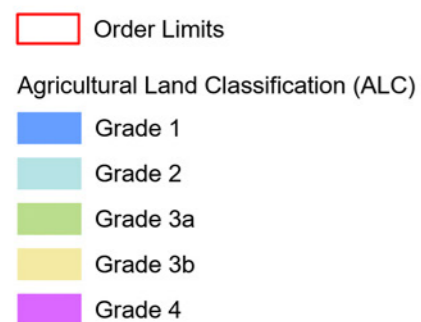 Order Limits
Agricultural Land Classification (ALC)
Grade 1
Grade 2
Grade 3a
Grade 3b
Grade 4